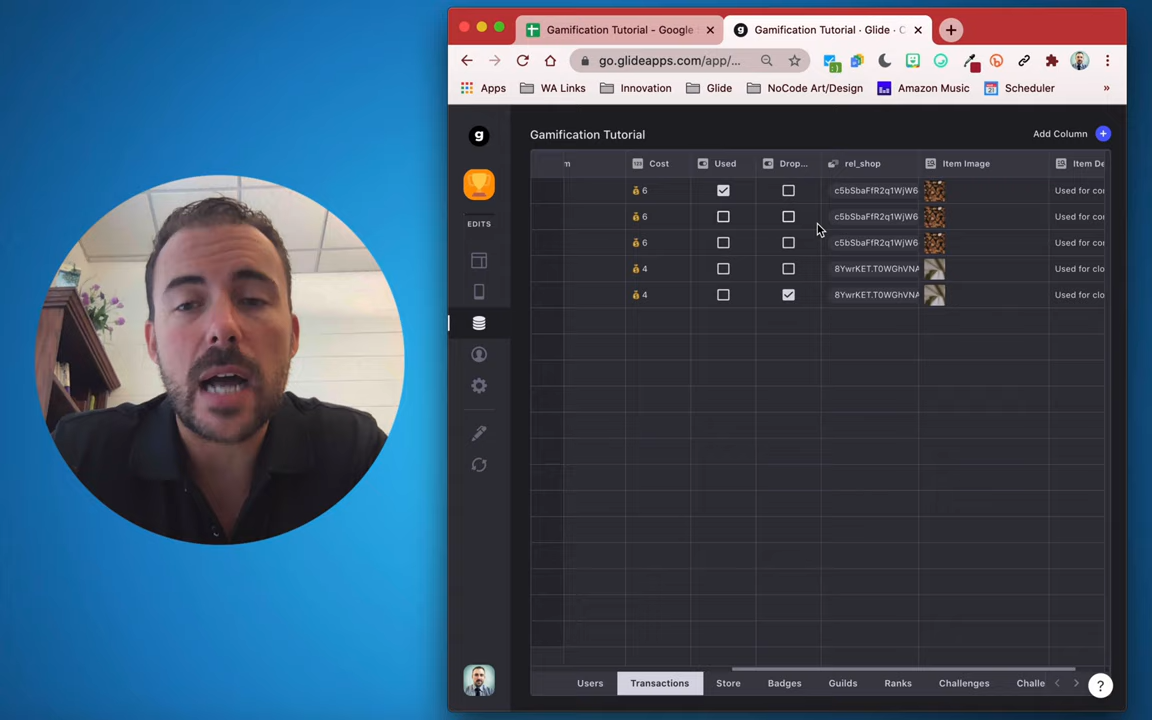 Gamification Tutorial - Google
Gamification Tutorial · Glide · C
go.glideapps.com/app/...
Apps
WA Links
Innovation
Glide
NoCode Art/Design
Amazon Music
Scheduler
»
g
Gamification Tutorial
Add Column
EDITS
m
Cost
Used
Drop...
rel_shop
Item Image
Item De
6
c5bSbaFfR2q1WjW6
Used for co
6
c5bSbaFfR2q1WjW6
Used for co
6
c5bSbaFfR2q1WjW6
Used for co
4
8YwrKET.T0WGhVNA
Used for clo
4
8YwrKET.T0WGhVNA
Used for clo
Users
Transactions
Store
Badges
Guilds
Ranks
Challenges
Challe
?